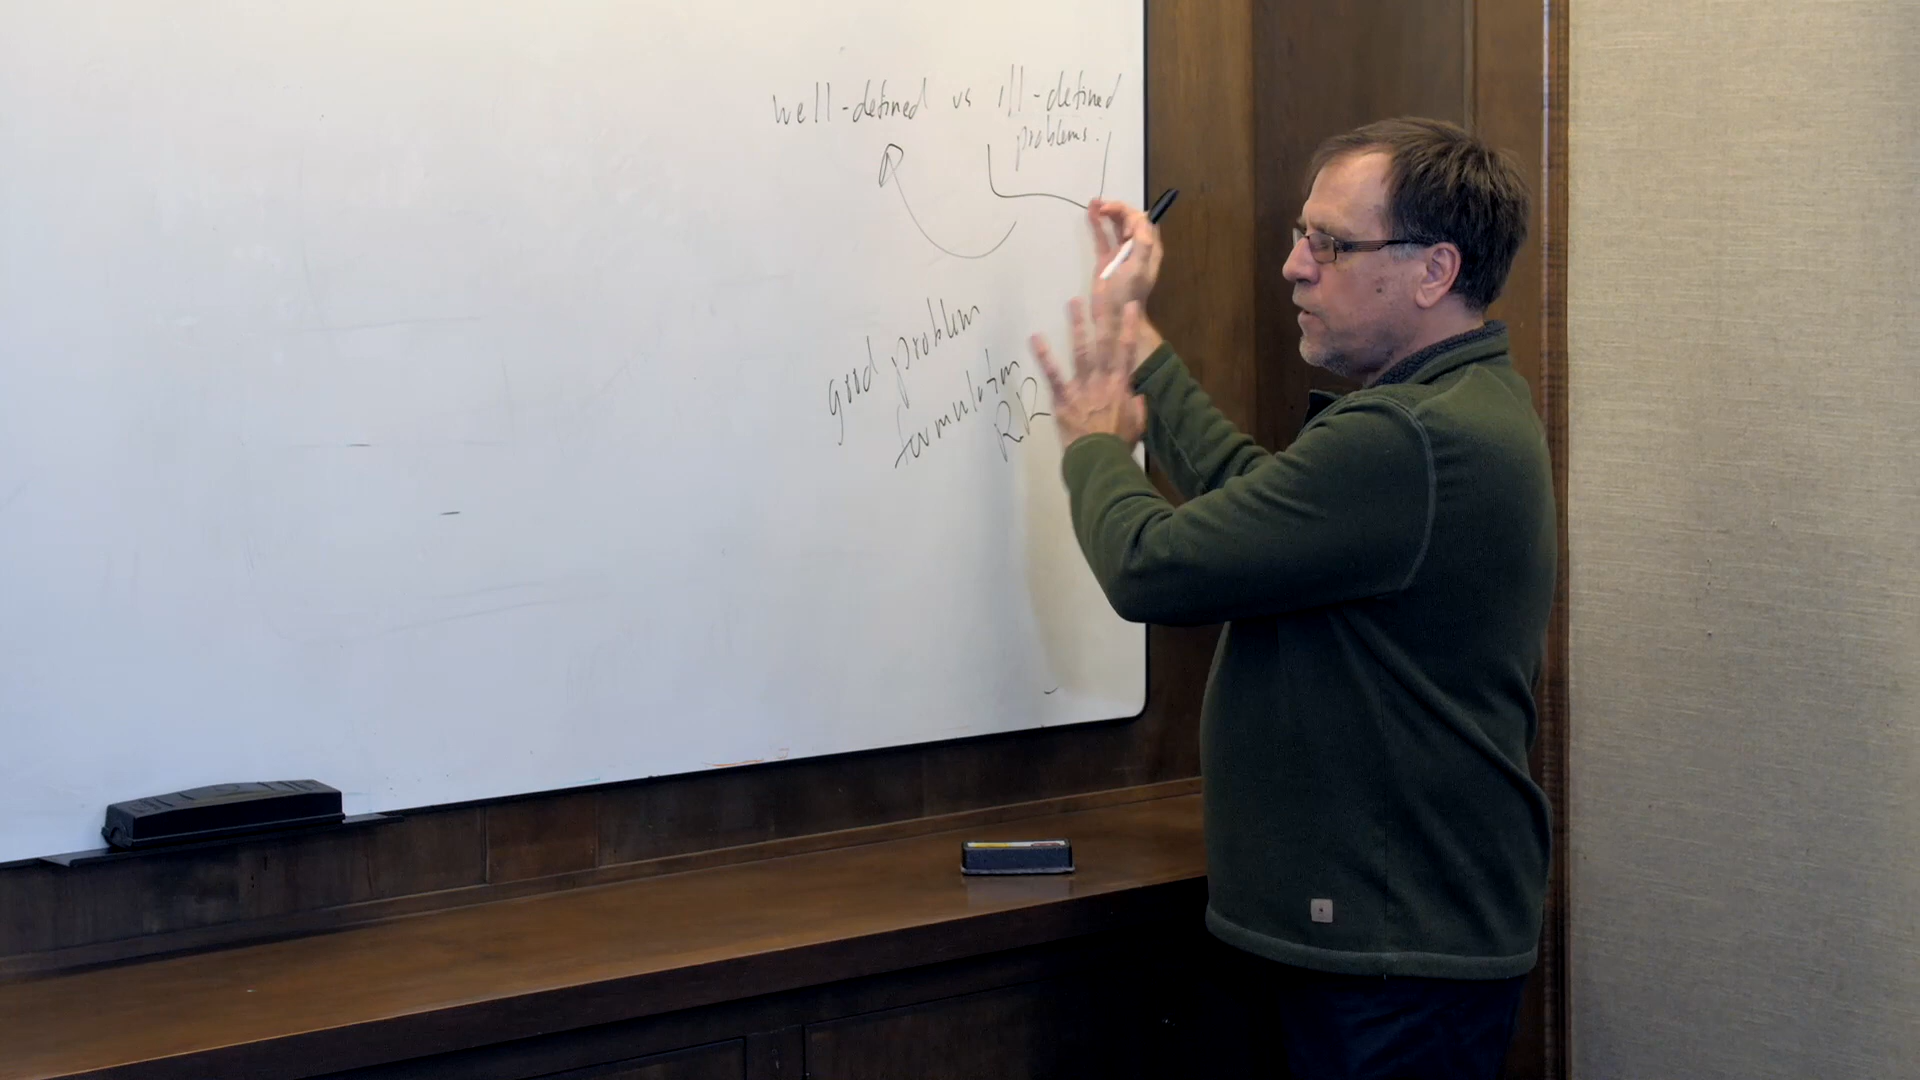 well-defined vs ill-defined
problems.
good problem
formulation
RR